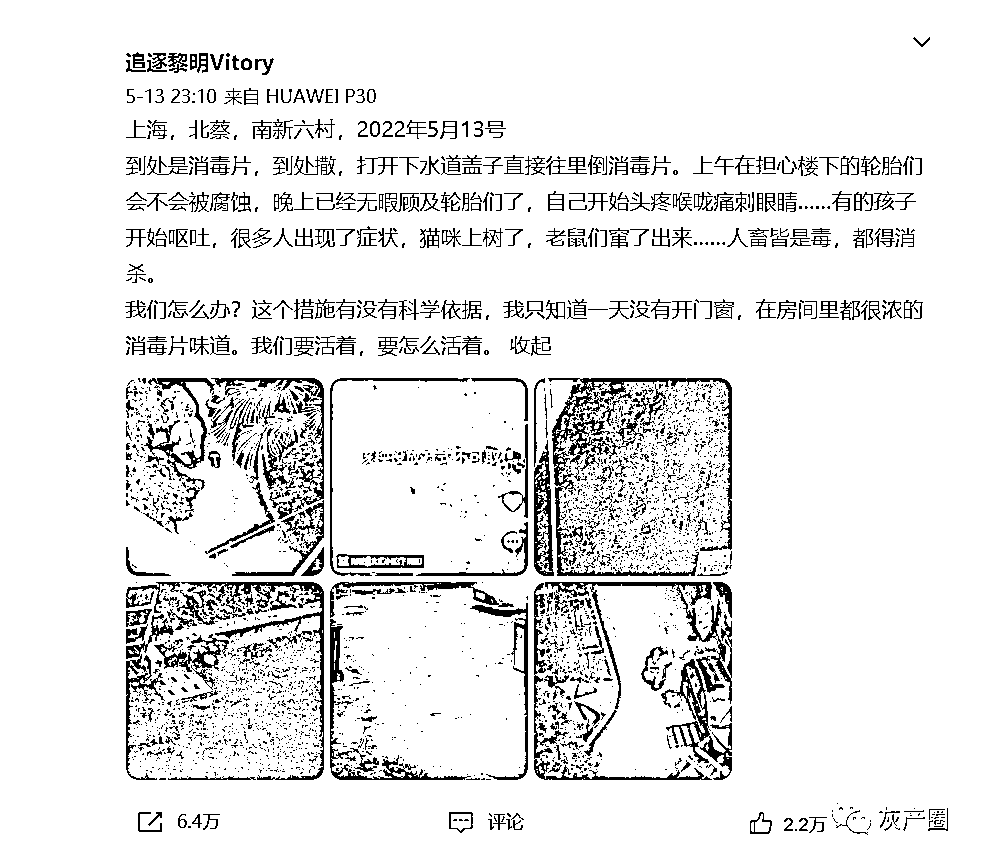 追逐黎明Vitory
5-13 23:10 来自 HUAWEI P30
上海，北蔡，南新六村，2022年5月13号
到处是消毒片，到处撒，打开下水道盖子直接往里倒消毒片。上午在担心楼下的轮胎们
会不会被腐蚀，晚上已经无暇顾及轮胎们了，自己开始头疼喉咙痛刺眼睛......有的孩子
开始呕吐，很多人出现了症状，猫咪上树了，老鼠们窜了出来......人畜皆是毒，都得消
杀。
我们怎么办？这个措施有没有科学依据，我只知道一天没有开门窗，在房间里都很浓的
消毒片味道。我们要活着，要怎么活着。 收起
6.4万
评论
2.2万
灰产圈